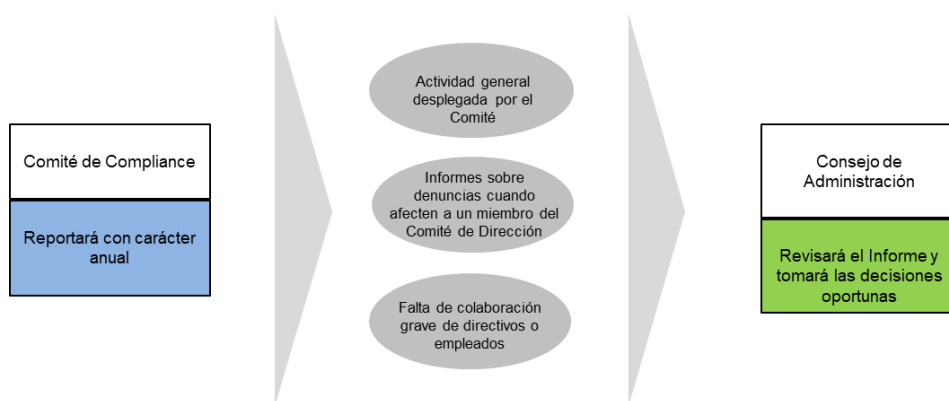 Comité de Compliance
Reportará con carácter
anual
Actividad general
desplegada por el
Comité
Informes sobre
denuncias cuando
afecten a un miembro del
Comité de Dirección
Falta de colaboración
grave de directivos o
empleados
Consejo de
Administración
Revisará el Informe y
tomará las decisiones
oportunas